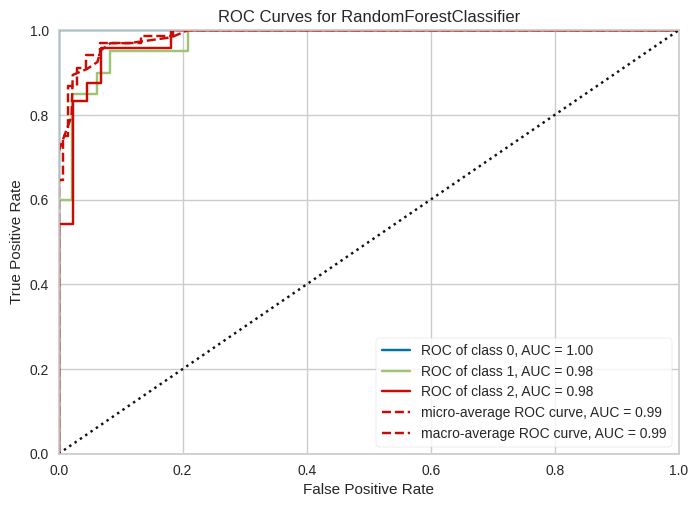 ROC Curves for RandomForestClassifier
True Positive Rate
1.0
0.8
0.6
0.4
0.2
0.0
ROC of class 0, AUC = 1.00
ROC of class 1, AUC = 0.98
ROC of class 2, AUC = 0.98
micro-average ROC curve, AUC = 0.99
macro-average ROC curve, AUC = 0.99
0.0 0.2 0.4 0.6 0.8 1.0
False Positive Rate